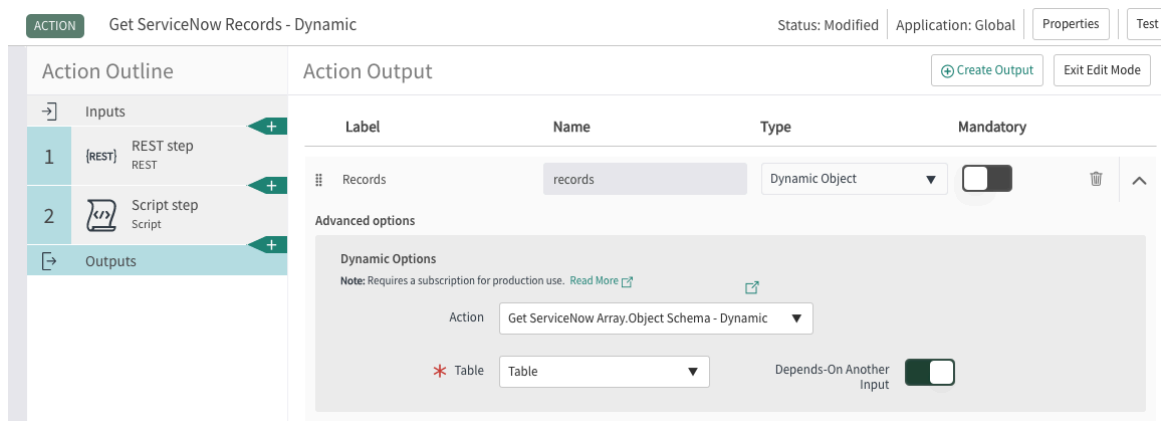 ACTION Get ServiceNow Records - Dynamic Status: Modified Application: Global Properties Test
Action Outline Action Output Create Output Exit Edit Mode
Inputs
Label Name Type Mandatory
1 {REST} REST step
REST
Records records Dynamic Object
2 Script step
Script
Advanced options
Outputs
Dynamic Options
Note: Requires a subscription for production use. Read More
Action Get ServiceNow Array.Object Schema - Dynamic
* Table Table Depends-On Another
Input